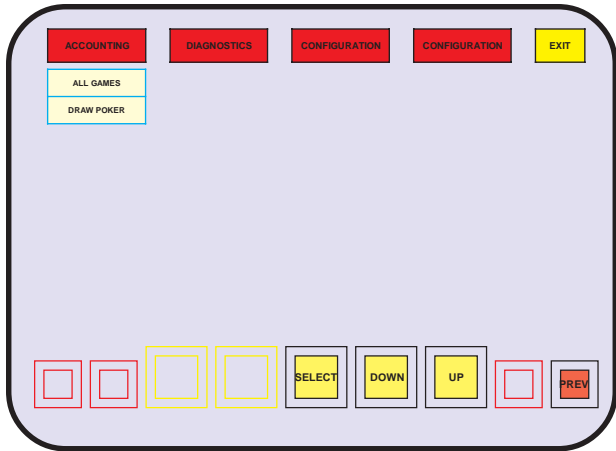 ACCOUNTING
DIAGNOSTICS
CONFIGURATION
CONFIGURATION
EXIT
ALL GAMES
DRAW POKER
SELECT
DOWN
UP
PREV